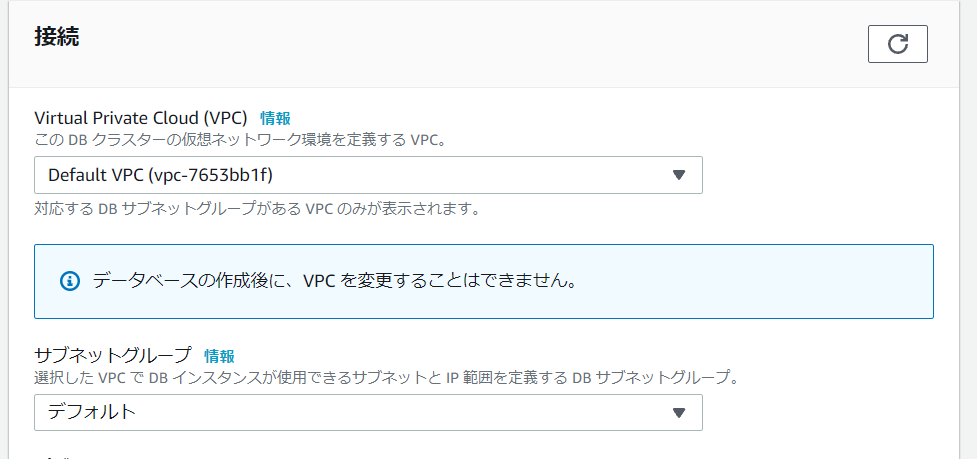 接続
Virtual Private Cloud (VPC) 情報
この DB クラスターの仮想ネットワーク環境を定義する VPC。
Default VPC (vpc-7653bb1f)
対応する DB サブネットグループがある VPC のみが表示されます。
データベースの作成後に、VPC を変更することはできません。
サブネットグループ 情報
選択した VPC で DB インスタンスが使用できるサブネットと IP 範囲を定義する DB サブネットグループ。
デフォルト